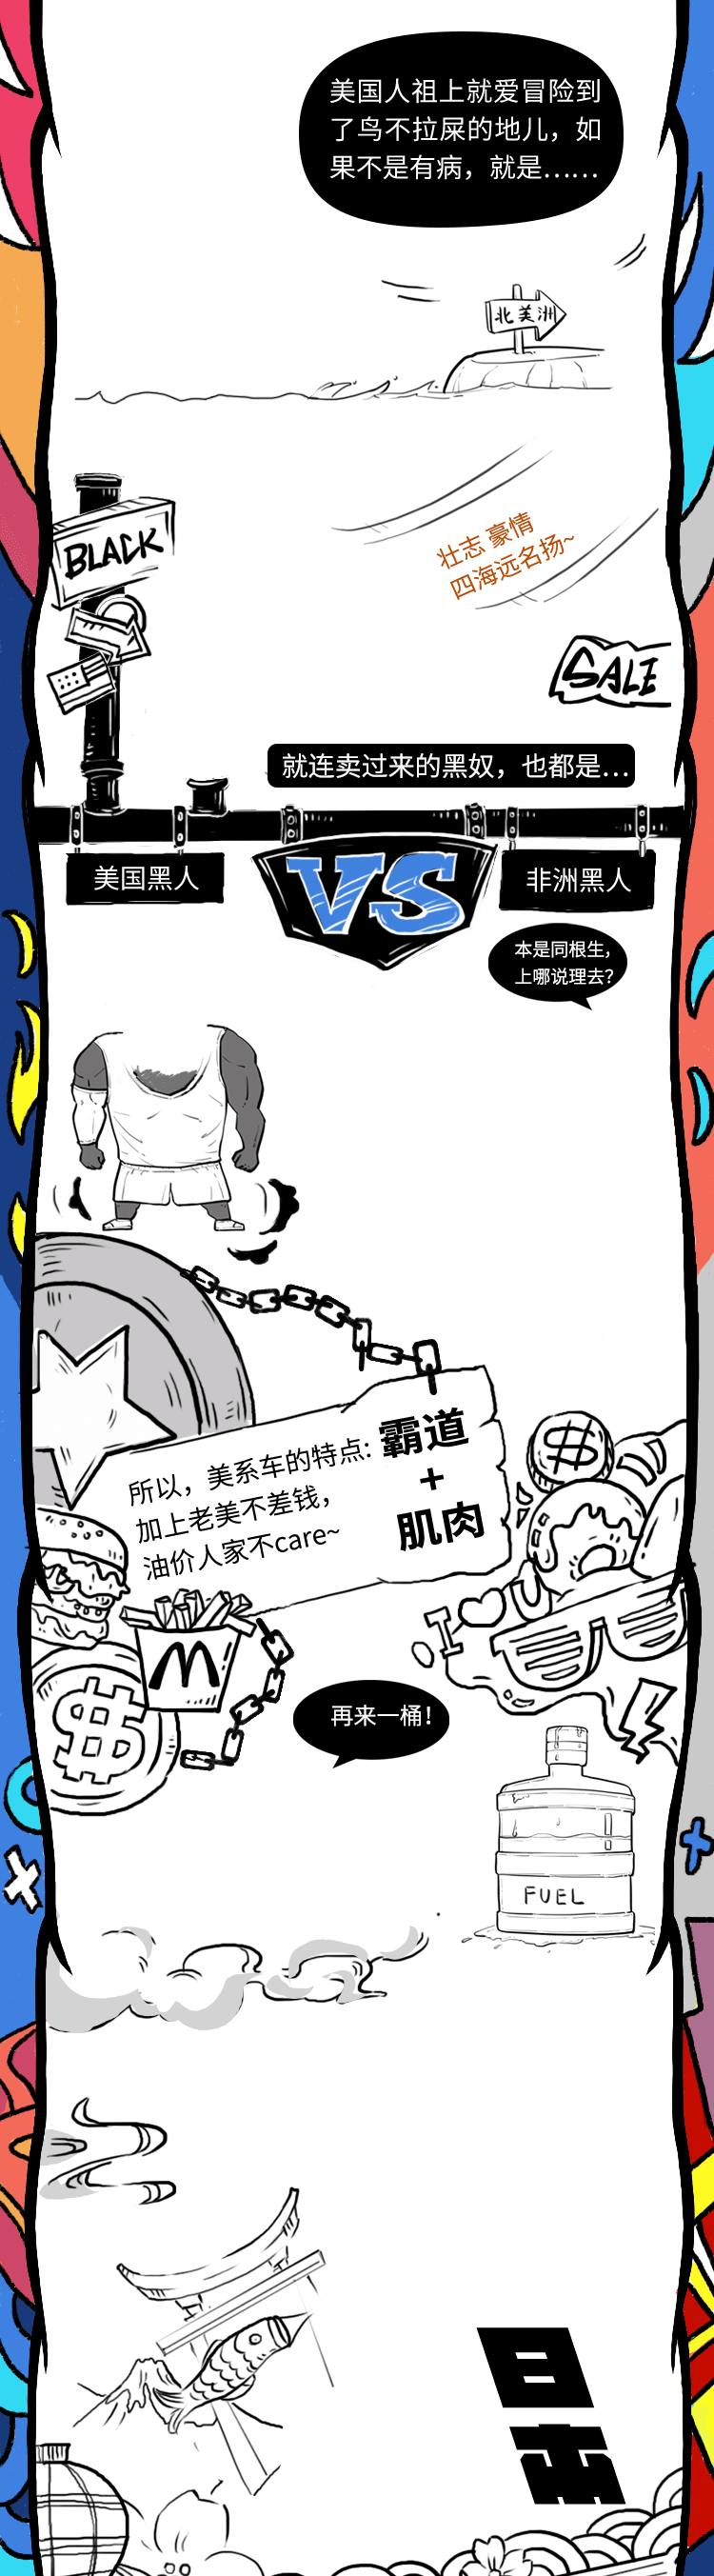 美国人祖上就爱冒险到
了鸟不拉屎的地儿，如
果不是有病，就是……
北美洲
壮志 豪情
四海远名扬~
BLACK
SALE
就连卖过来的黑奴，也都是…
美国黑人
VS
非洲黑人
本是同根生，
上哪说理去？
所以，美系车的特点：
加上老美不差钱，
油价人家不care~
霸道
+
肌肉
$
I
U
M
$
再来一桶！
FUEL
日本